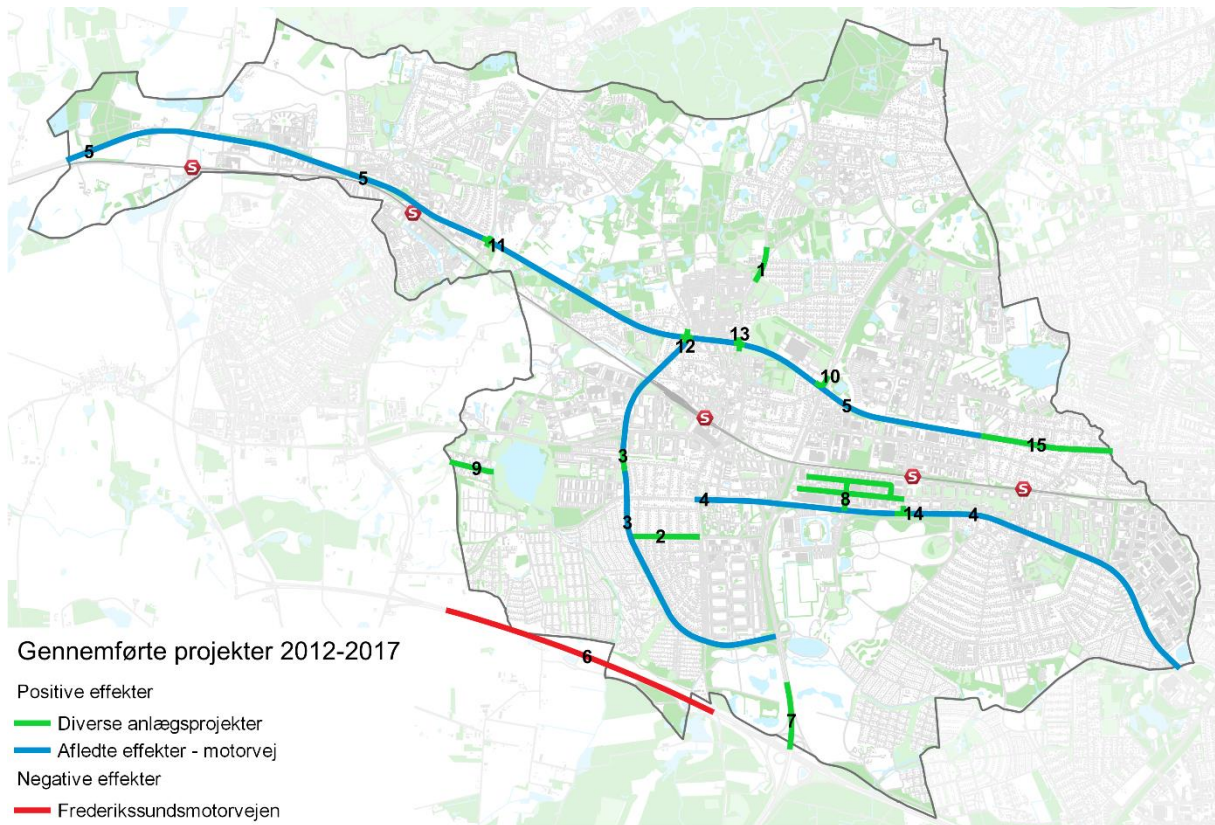 5
S
5
S
11
1
12
13
10
5
S
15
3
9
S
S
4
8
14
4
3
2
6
7
Gennemførte projekter 2012-2017
Positive effekter
Diverse anlægsprojekter
Afledte effekter - motorvej
Negative effekter
Frederikssundsmotorvejen